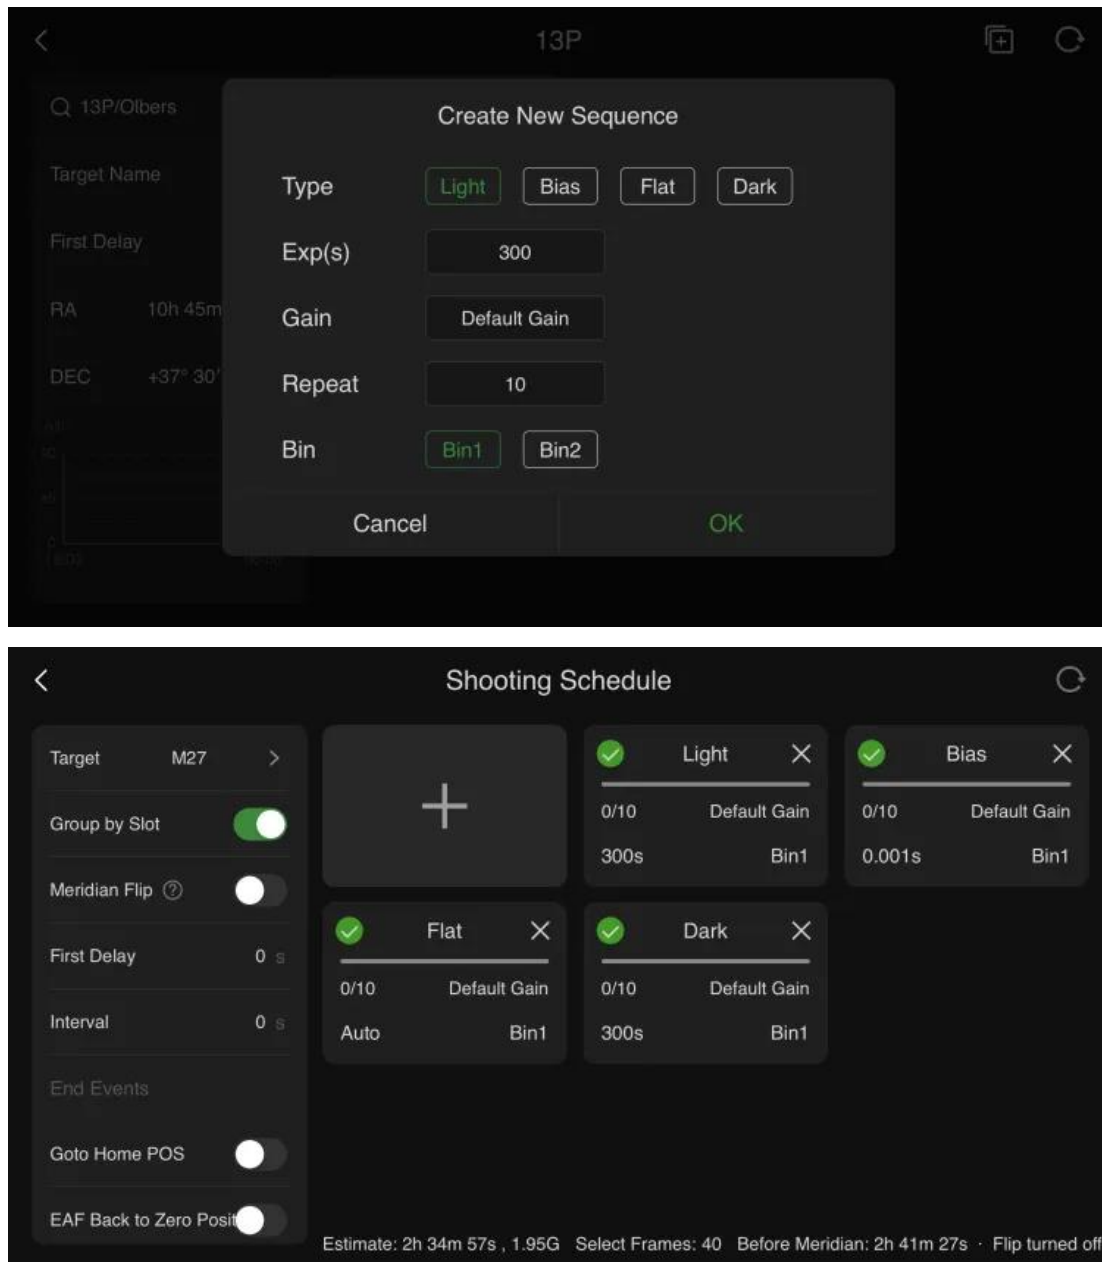 13P
13P/Olbers
Create New Sequence
Target Name
Type Light Bias Flat Dark
First Delay
Exp(s) 300
RA 10h 45m
Gain Default Gain
DEC +37° 30'
Repeat 10
Bin Bin1 Bin2
Cancel OK
Shooting Schedule
Target M27
Group by Slot
Meridian Flip ?
First Delay 0 s
Interval 0 s
End Events
Goto Home POS
EAF Back to Zero Posit
Light
0/10 Default Gain
300s Bin1
Bias
0/10 Default Gain
0.001s Bin1
Flat
0/10 Default Gain
Auto Bin1
Dark
0/10 Default Gain
300s Bin1
Estimate: 2h 34m 57s , 1.95G Select Frames: 40 Before Meridian: 2h 41m 27s · Flip turned off